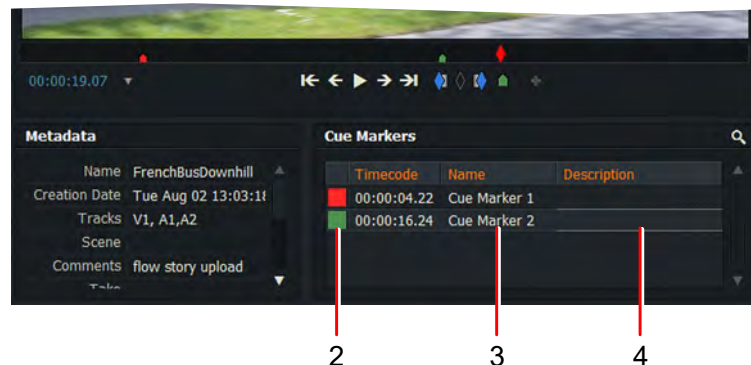 00:00:19.07
Metadata
Name FrenchBusDownhill
Creation Date Tue Aug 02 13:03:18
Tracks V1, A1,A2
Scene
Comments flow story upload
Take
Cue Markers
Timecode Name Description
00:00:04.22 Cue Marker 1
00:00:16.24 Cue Marker 2
2 3 4